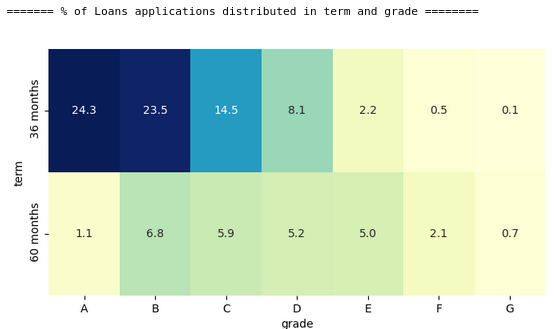 ======= % of Loans applications distributed in term and grade ========
36 months 24.3 23.5 14.5 8.1 2.2 0.5 0.1
term
60 months 1.1 6.8 5.9 5.2 5.0 2.1 0.7
A B C D E F G
grade